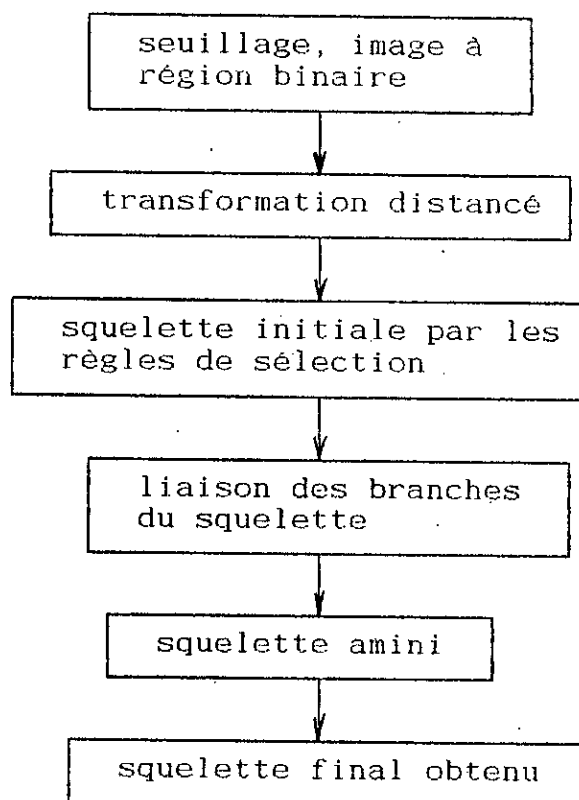 seuillage, image à
région binaire
transformation distancé
squelette initiale par les
règles de sélection
liaison des branches
du squelette
squelette amini
squelette final obtenu